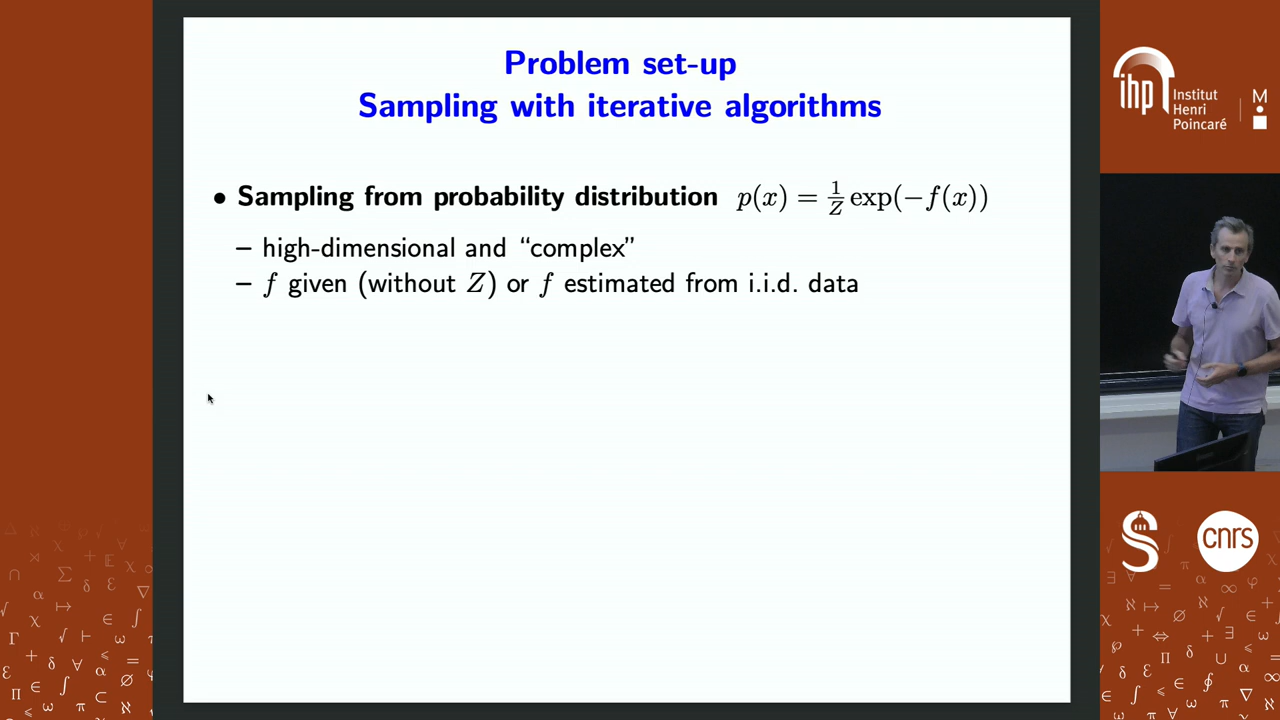 Problem set-up
Sampling with iterative algorithms
• Sampling from probability distribution p(x) = 1/Z exp(−f(x))
– high-dimensional and “complex”
– f given (without Z) or f estimated from i.i.d. data
ihp
Institut
Henri
Poincaré
M
S
cnrs